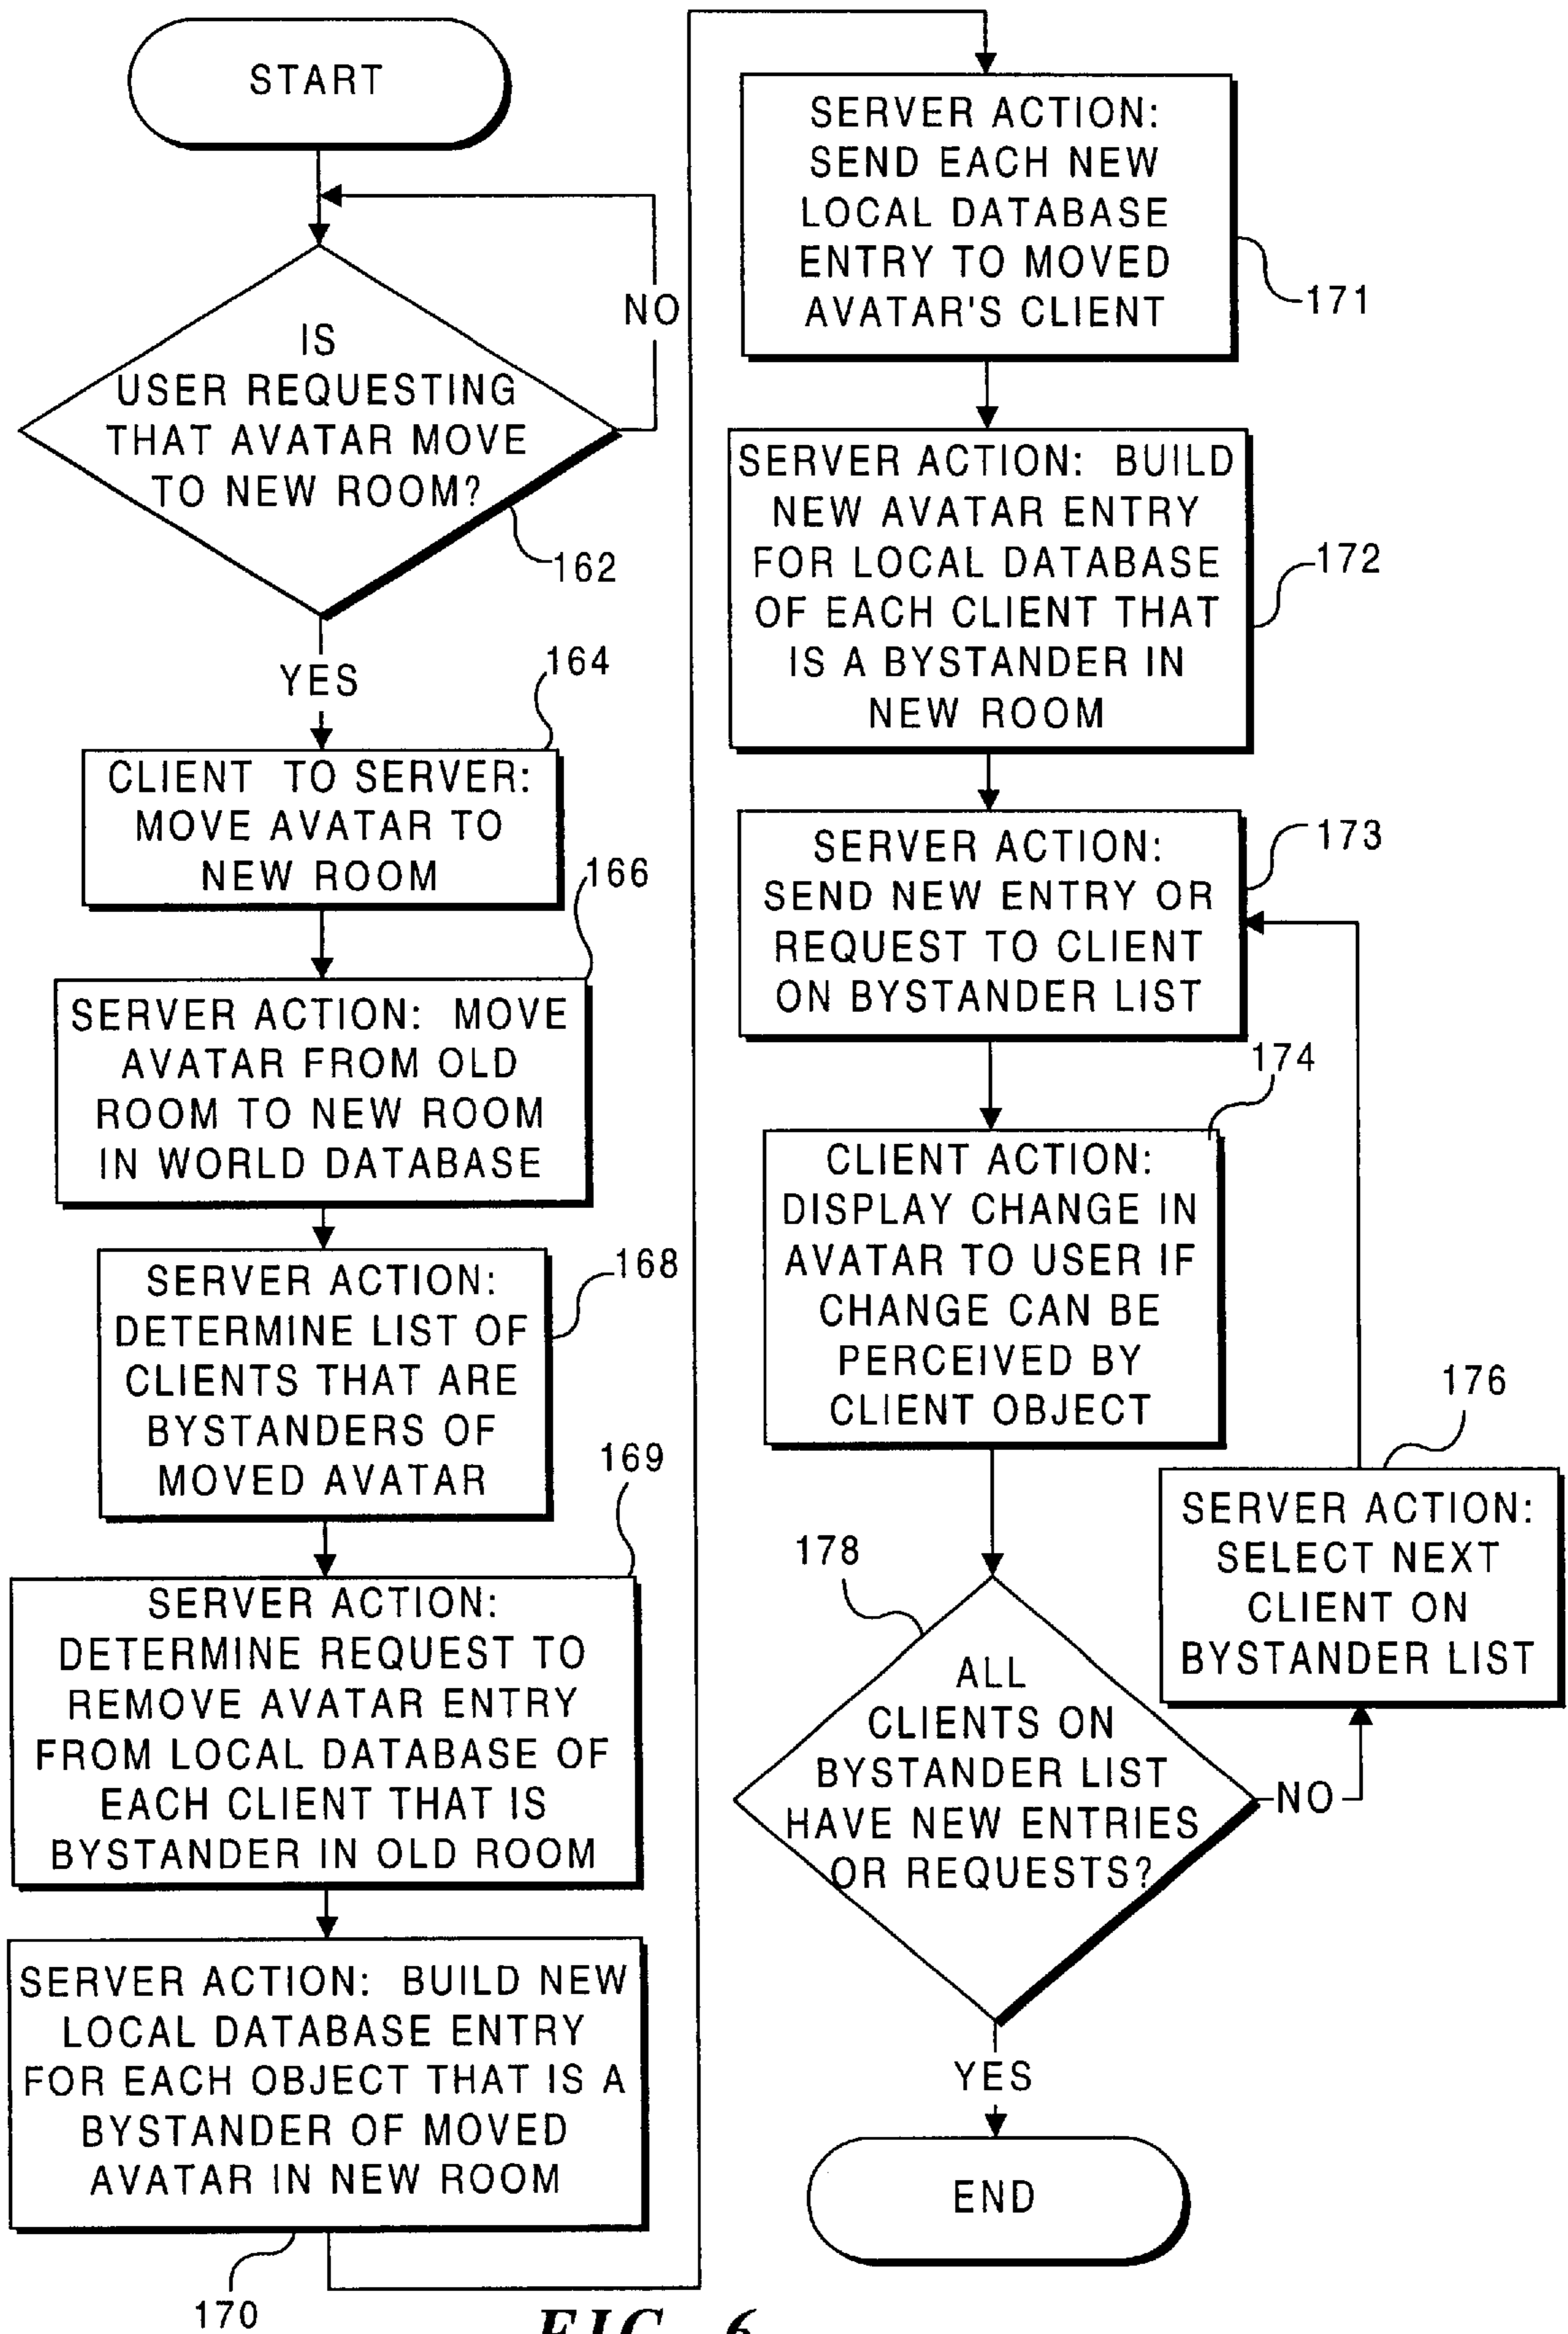 START
NO
IS
USER REQUESTING
THAT AVATAR MOVE
TO NEW ROOM?
162
YES
164
CLIENT TO SERVER:
MOVE AVATAR TO
NEW ROOM
166
SERVER ACTION: MOVE
AVATAR FROM OLD
ROOM TO NEW ROOM
IN WORLD DATABASE
168
SERVER ACTION:
DETERMINE LIST OF
CLIENTS THAT ARE
BYSTANDERS OF
MOVED AVATAR
169
SERVER ACTION:
DETERMINE REQUEST TO
REMOVE AVATAR ENTRY
FROM LOCAL DATABASE OF
EACH CLIENT THAT IS
BYSTANDER IN OLD ROOM
SERVER ACTION: BUILD NEW
LOCAL DATABASE ENTRY
FOR EACH OBJECT THAT IS A
BYSTANDER OF MOVED
AVATAR IN NEW ROOM
170
SERVER ACTION:
SEND EACH NEW
LOCAL DATABASE
ENTRY TO MOVED
AVATAR'S CLIENT
171
SERVER ACTION: BUILD
NEW AVATAR ENTRY
FOR LOCAL DATABASE
OF EACH CLIENT THAT
IS A BYSTANDER IN
NEW ROOM
172
SERVER ACTION:
SEND NEW ENTRY OR
REQUEST TO CLIENT
ON BYSTANDER LIST
173
174
CLIENT ACTION:
DISPLAY CHANGE IN
AVATAR TO USER IF
CHANGE CAN BE
PERCEIVED BY
CLIENT OBJECT
176
SERVER ACTION:
SELECT NEXT
CLIENT ON
BYSTANDER LIST
178
ALL
CLIENTS ON
BYSTANDER LIST
HAVE NEW ENTRIES
OR REQUESTS?
NO
YES
END
FIG. 6